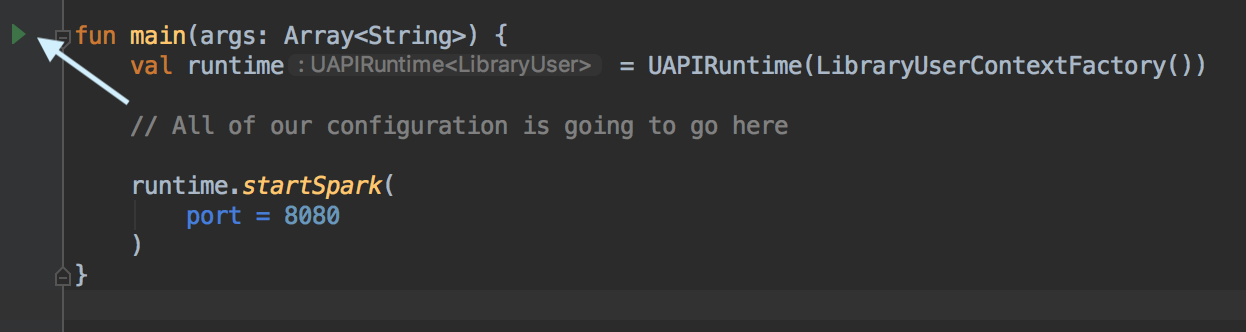 fun main(args: Array<String>) {
val runtime : UAPIRuntime<LibraryUser> = UAPIRuntime(LibraryUserContextFactory())
// All of our configuration is going to go here
runtime.startSpark(
port = 8080
)
}